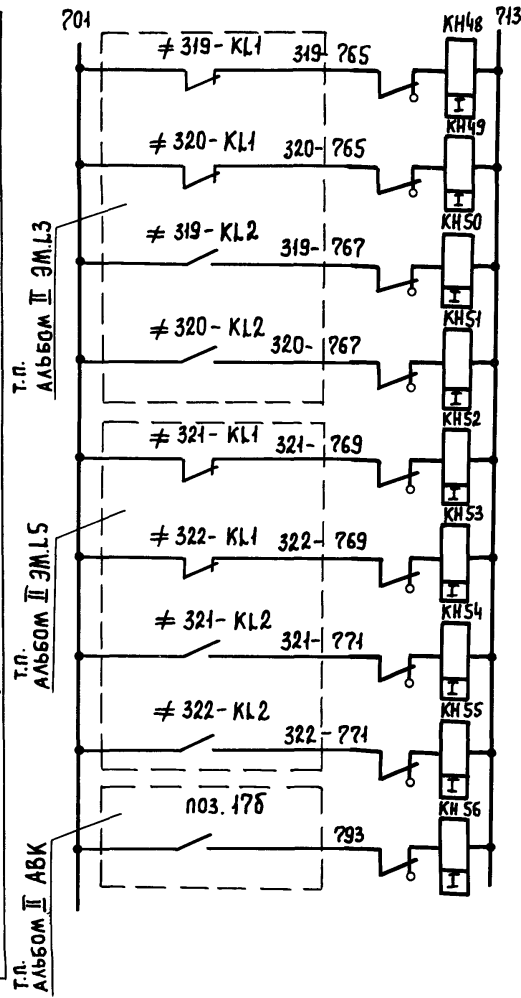 701
713
≠ 319-KL1
319-765
KH48
I
≠ 320-KL1
320-765
KH49
I
≠ 319-KL2
319-767
KH50
I
≠ 320-KL2
320-767
KH51
I
Т.П.
АЛЬБОМ II ЭМ.L3
≠ 321-KL1
321-769
KH52
I
≠ 322-KL1
322-769
KH53
I
≠ 321-KL2
321-771
KH54
I
≠ 322-KL2
322-771
KH55
I
Т.П.
АЛЬБОМ II ЭМ.L5
ПОЗ. 17б
793
KH56
I
Т.П.
АЛЬБОМ II АВК